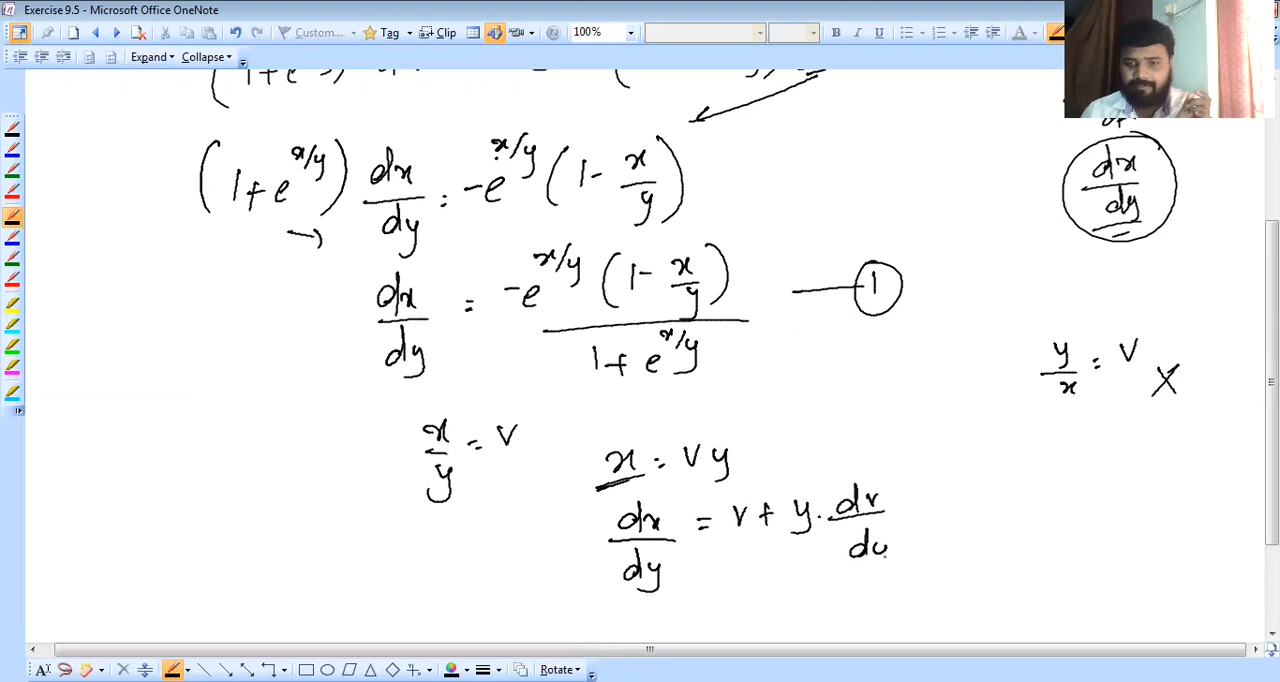 Exercise 9.5 - Microsoft Office OneNote
Custom... Tag Clip 100% B I U A
Expand Collapse
(1+e^{x/y}) dx/dy = -e^{x/y} (1 - x/y)
dx/dy
dx/dy = -e^{x/y} (1 - x/y) / 1+e^{x/y} — 1
y/x = v X
x/y = v
x = vy
dx/dy = v + y . dv/dy
Rotate